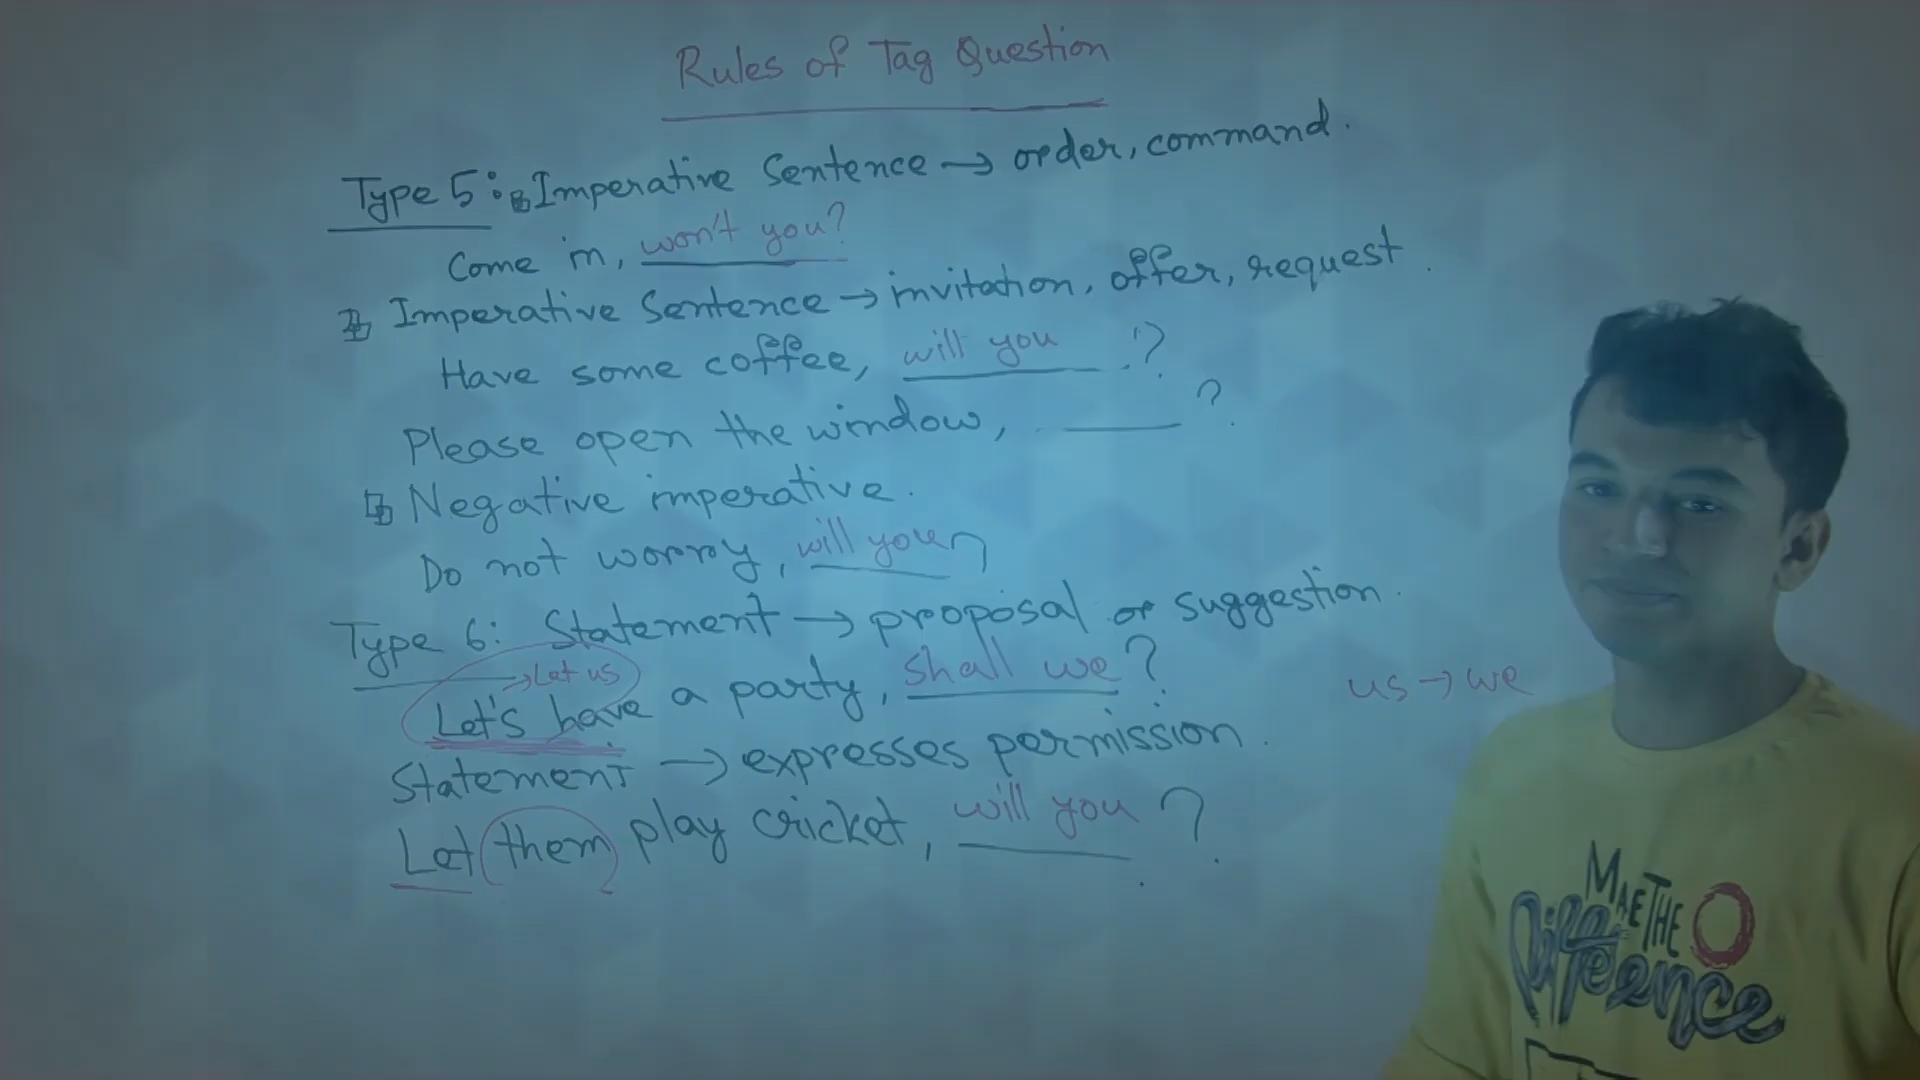 Rules of Tag Question
Type 5: Imperative Sentence → order, command.
Come in, won't you?
Imperative Sentence → invitation, offer, request.
Have some coffee, will you ?
Please open the window, ____?
Negative imperative.
Do not worry, will you?
Type 6: Statement → proposal or suggestion.
→ Let us
Let's have a party, shall we?
us → we
Statement → expresses permission.
Let them play cricket, will you?
MAE THE
Difference